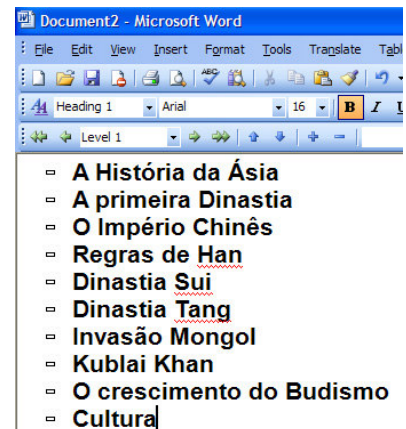 Document2 - Microsoft Word
File Edit View Insert Format Tools Translate Tabl
ABC
Heading 1 Arial 16 B I U
Level 1
A História da Ásia
A primeira Dinastia
O Império Chinês
Regras de Han
Dinastia Sui
Dinastia Tang
Invasão Mongol
Kublai Khan
O crescimento do Budismo
Cultura